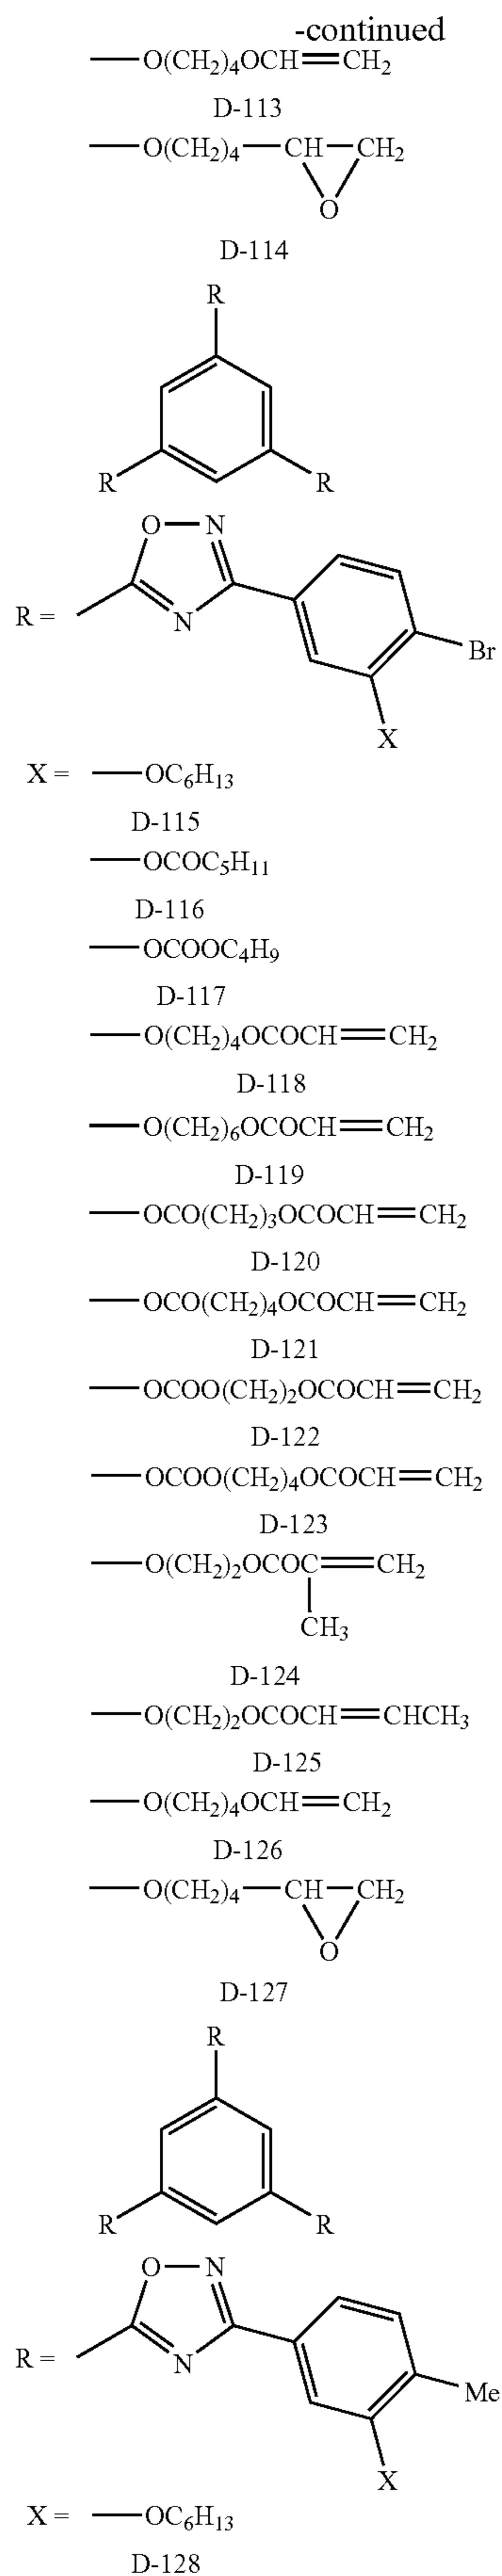 -continued
—O(CH₂)₄OCH=CH₂
D-113
—O(CH₂)₄—CH—CH₂
O
D-114
R
R R
O—N
R = N Br
X
X = —OC₆H₁₃
D-115
—OCOC₅H₁₁
D-116
—OCOOC₄H₉
D-117
—O(CH₂)₄OCOCH=CH₂
D-118
—O(CH₂)₆OCOCH=CH₂
D-119
—OCO(CH₂)₃OCOCH=CH₂
D-120
—OCO(CH₂)₄OCOCH=CH₂
D-121
—OCOO(CH₂)₂OCOCH=CH₂
D-122
—OCOO(CH₂)₄OCOCH=CH₂
D-123
—O(CH₂)₂OCOC=CH₂
CH₃
D-124
—O(CH₂)₂OCOCH=CHCH₃
D-125
—O(CH₂)₄OCH=CH₂
D-126
—O(CH₂)₄—CH—CH₂
O
D-127
R
R R
O—N
R = N Me
X
X = —OC₆H₁₃
D-128